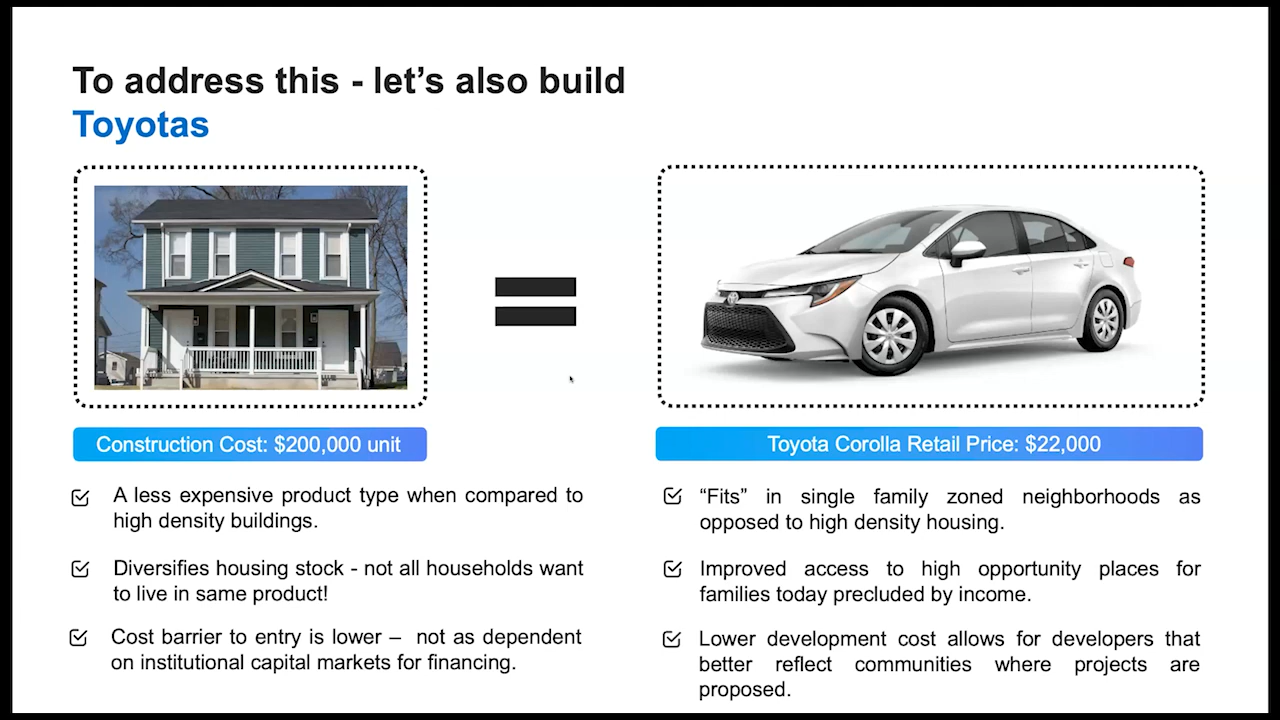 To address this - let’s also build
Toyotas
Construction Cost: $200,000 unit
Toyota Corolla Retail Price: $22,000
A less expensive product type when compared to
high density buildings.
Diversifies housing stock - not all households want
to live in same product!
Cost barrier to entry is lower – not as dependent
on institutional capital markets for financing.
“Fits” in single family zoned neighborhoods as
opposed to high density housing.
Improved access to high opportunity places for
families today precluded by income.
Lower development cost allows for developers that
better reflect communities where projects are
proposed.